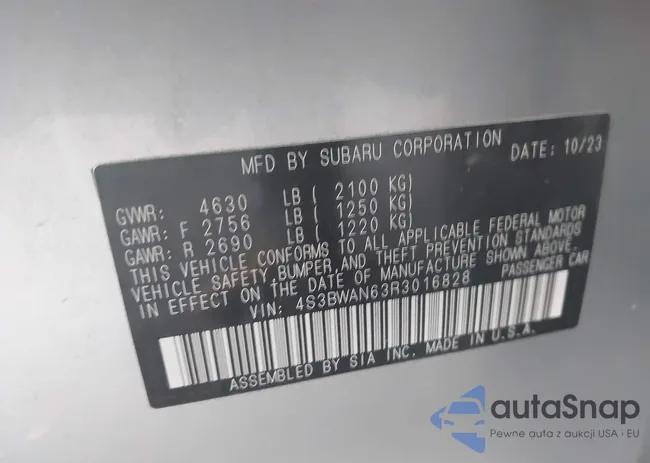 MFD BY SUBARU CORPORATION DATE: 10/23
GVWR: 4630 LB ( 2100 KG)
GAWR: F 2756 LB ( 1250 KG)
GAWR: R 2690 LB ( 1220 KG)
THIS VEHICLE CONFORMS TO ALL APPLICABLE FEDERAL MOTOR
VEHICLE SAFETY, BUMPER, AND THEFT PREVENTION STANDARDS
IN EFFECT ON THE DATE OF MANUFACTURE SHOWN ABOVE.
VIN: 4S3BWAN63R3016828 PASSENGER CAR
ASSEMBLED BY SIA INC. MADE IN U.S.A.
autaSnap
Pewne auta z aukcji USA - EU